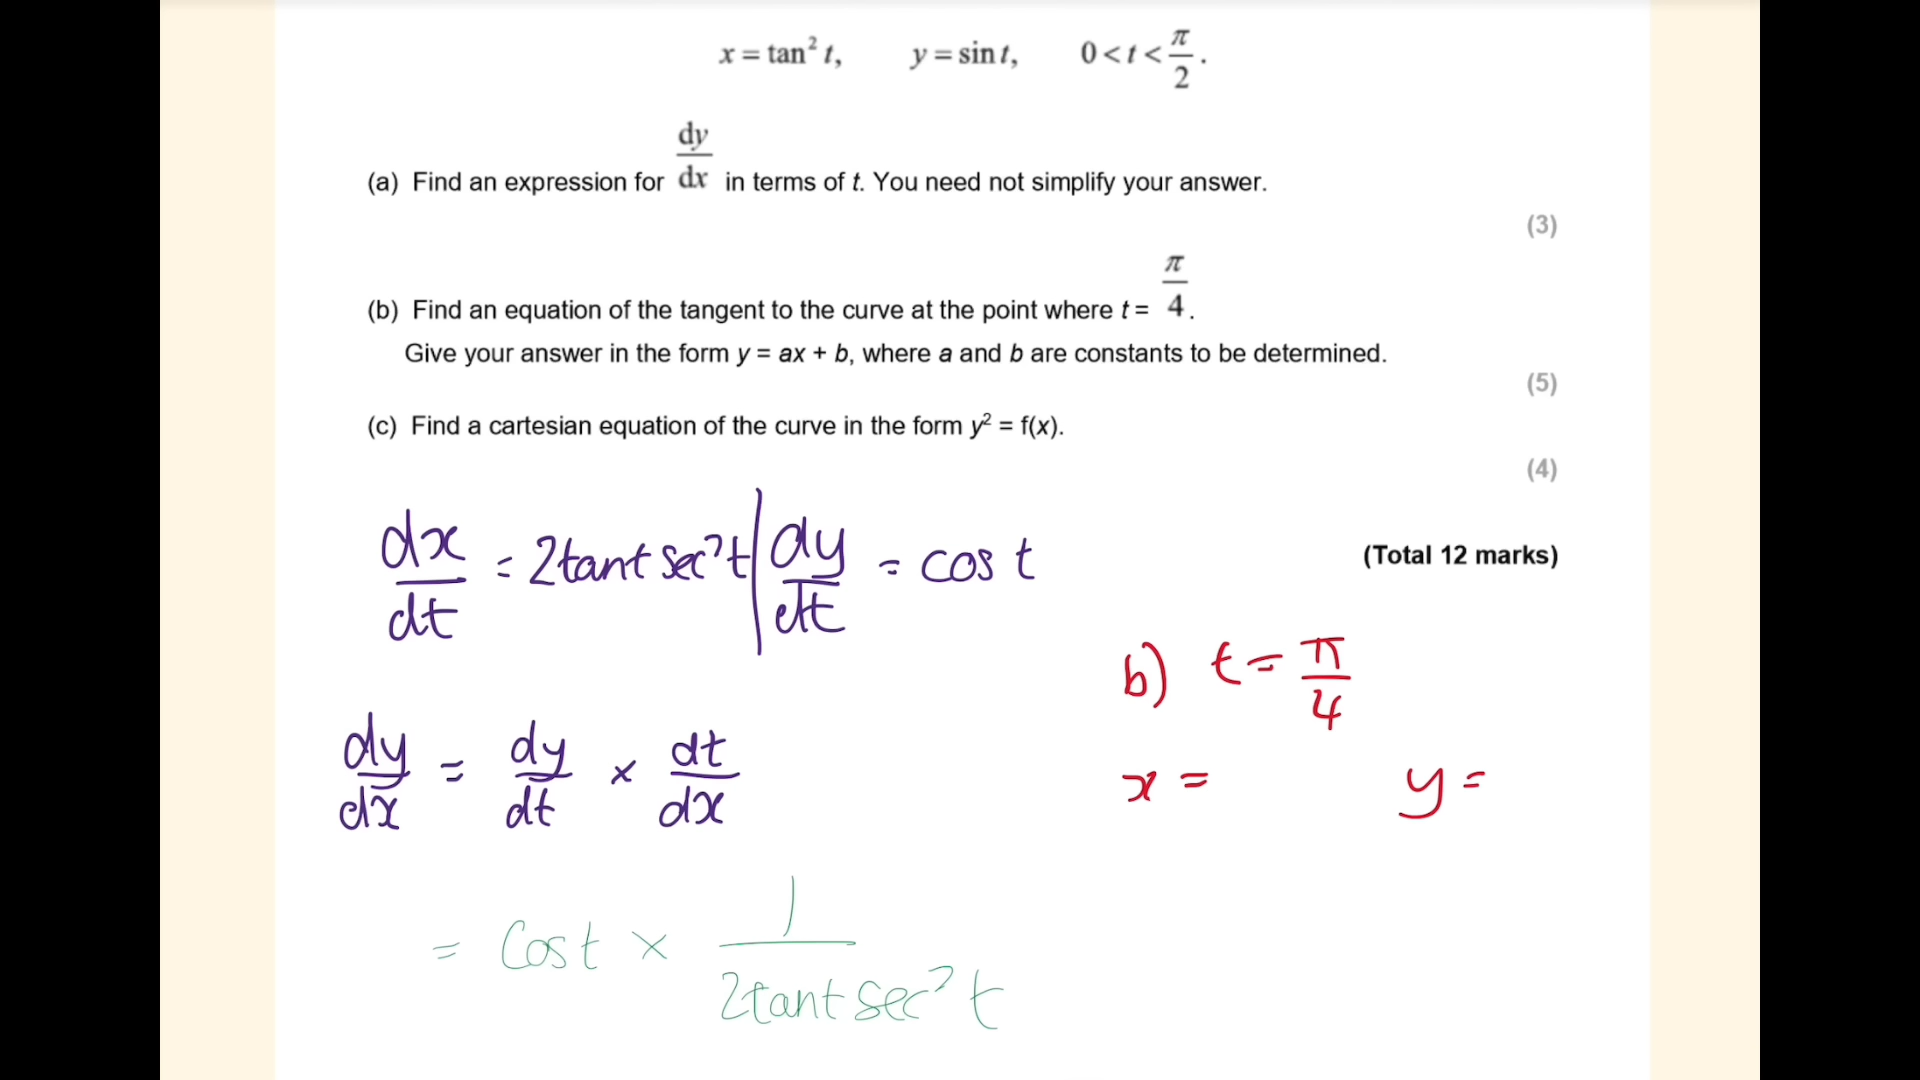 x = tan² t, y = sin t, 0 < t < π/2 .
(a) Find an expression for dy/dx in terms of t. You need not simplify your answer.
(3)
(b) Find an equation of the tangent to the curve at the point where t = π/4 .
Give your answer in the form y = ax + b, where a and b are constants to be determined.
(5)
(c) Find a cartesian equation of the curve in the form y² = f(x).
(4)
(Total 12 marks)
dx/dt = 2tant sec²t | dy/dt = cos t
dy/dx = dy/dt × dt/dx
= Cost × 1/(2tant sec² t)
b) t = π/4
x = y =